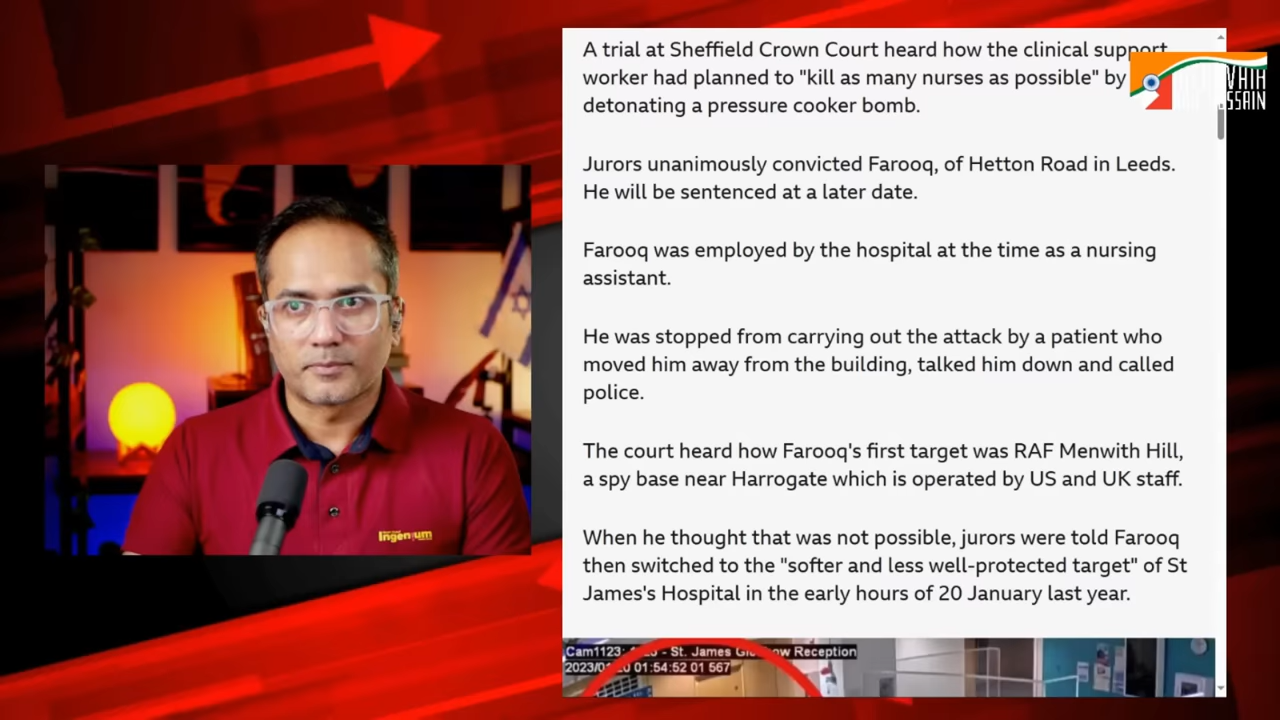 A trial at Sheffield Crown Court heard how the clinical support
worker had planned to "kill as many nurses as possible" by
detonating a pressure cooker bomb.
Jurors unanimously convicted Farooq, of Hetton Road in Leeds.
He will be sentenced at a later date.
Farooq was employed by the hospital at the time as a nursing
assistant.
He was stopped from carrying out the attack by a patient who
moved him away from the building, talked him down and called
police.
The court heard how Farooq's first target was RAF Menwith Hill,
a spy base near Harrogate which is operated by US and UK staff.
When he thought that was not possible, jurors were told Farooq
then switched to the "softer and less well-protected target" of St
James's Hospital in the early hours of 20 January last year.
Cam1123: - St. James Reception
01:54:52 01 567
Ingenium